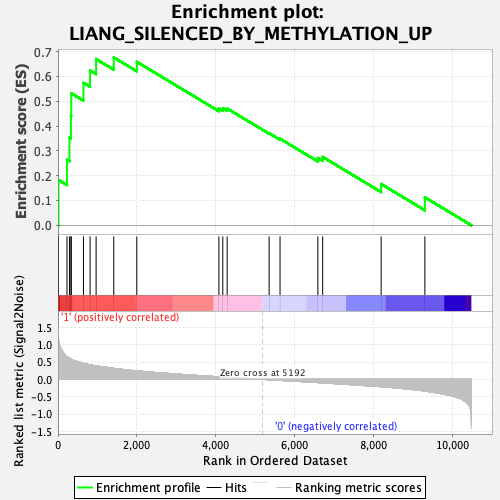 Enrichment plot:
LIANG_SILENCED_BY_METHYLATION_UP
Enrichment score (ES)
0.7
0.6
0.5
0.4
0.3
0.2
0.1
0.0
'1' (positively correlated)
Ranked list metric (Signal2Noise)
1.5
1.0
0.5
0.0
-0.5
-1.0
-1.5
Zero cross at 5192
'0' (negatively correlated)
0 2,000 4,000 6,000 8,000 10,000
Rank in Ordered Dataset
Enrichment profile Hits Ranking metric scores